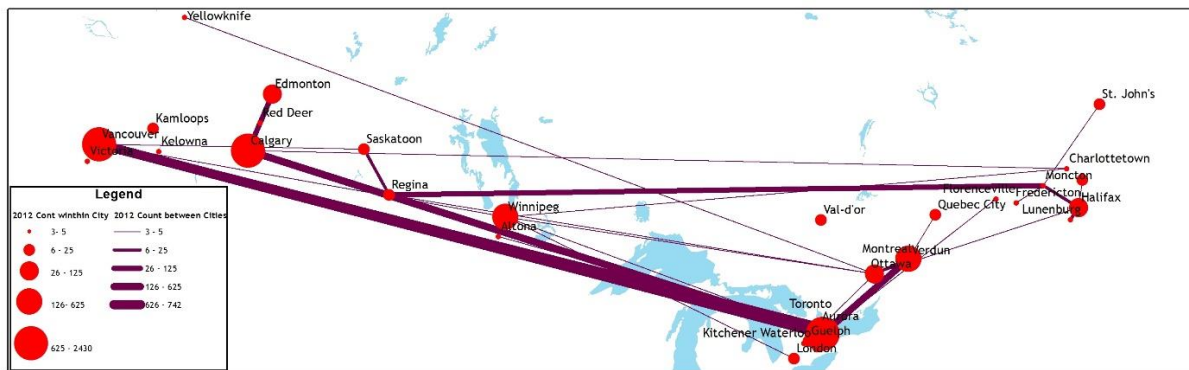 Yellowknife
Edmonton
St. John's
Red Deer
Kamloops
Vancouver
Calgary
Saskatoon
Kelowna
Victoria
Charlottetown
Moncton
Regina
Florenceville
Fredericton
Halifax
Quebec City
Lunenburg
Winnipeg
Altona
Val-d'or
Montreal
Verdun
Ottawa
Toronto
Aurora
Kitchener Waterloo
Guelph
London
Legend
2012 Cont winthin City 2012 Count between Cities
3- 5 3 - 5
6 - 25 6 - 25
26 - 125 26 - 125
126- 625 126 - 625
626 - 742
625 - 2430